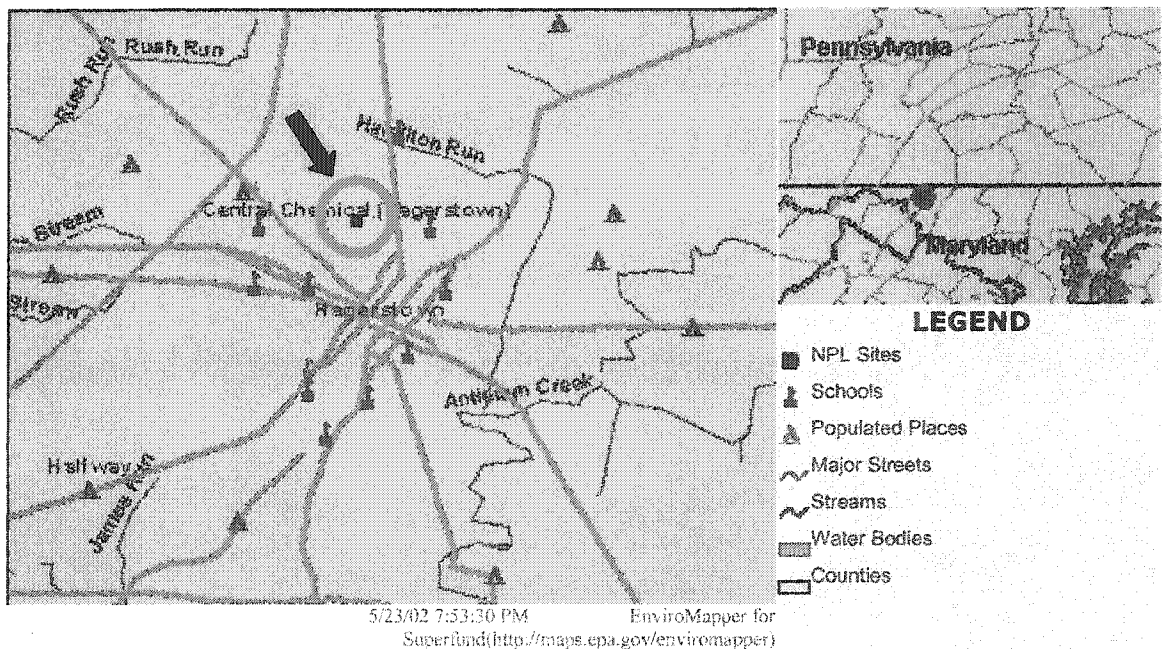 Rush Run
Rush Run
Hamilton Run
Central Chemical (Hagerstown)
Stream
Stream
Hagerstown
Antietam Creek
Halfway
James Run
Pennsylvania
Maryland
LEGEND
NPL Sites
Schools
Populated Places
Major Streets
Streams
Water Bodies
Counties
5/23/02 7:53:30 PM EnviroMapper for
Superfund(http://maps.epa.gov/enviromapper)